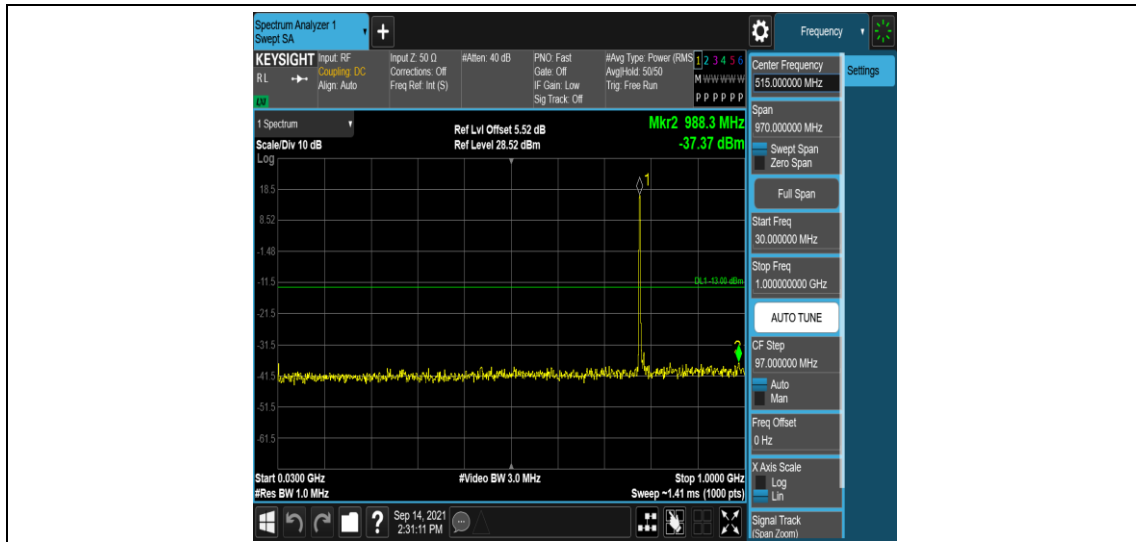 Spectrum Analyzer 1
Swept SA
+
Frequency
KEYSIGHT
RL
LXI
Input: RF
Coupling: DC
Align: Auto
Input Z: 50 Ω
Corrections: Off
Freq Ref: Int (S)
#Atten: 40 dB
PNO: Fast
Gate: Off
IF Gain: Low
Sig Track: Off
#Avg Type: Power (RMS
Avg|Hold: 50/50
Trig: Free Run
1 2 3 4 5 6
M W W W W W
P P P P P P
1 Spectrum
Scale/Div 10 dB
Log
Ref Lvl Offset 5.52 dB
Ref Level 28.52 dBm
Mkr2 988.3 MHz
-37.37 dBm
1
18.5
8.52
-1.48
-11.5
DL1 -13.00 dBm
-21.5
-31.5
2
-41.5
-51.5
-61.5
Start 0.0300 GHz
#Video BW 3.0 MHz
Stop 1.0000 GHz
#Res BW 1.0 MHz
Sweep ~1.41 ms (1000 pts)
?
Sep 14, 2021
2:31:11 PM
Center Frequency
515.000000 MHz
Settings
Span
970.000000 MHz
Swept Span
Zero Span
Full Span
Start Freq
30.000000 MHz
Stop Freq
1.000000000 GHz
AUTO TUNE
CF Step
97.000000 MHz
Auto
Man
Freq Offset
0 Hz
X Axis Scale
Log
Lin
Signal Track
(Span Zoom)